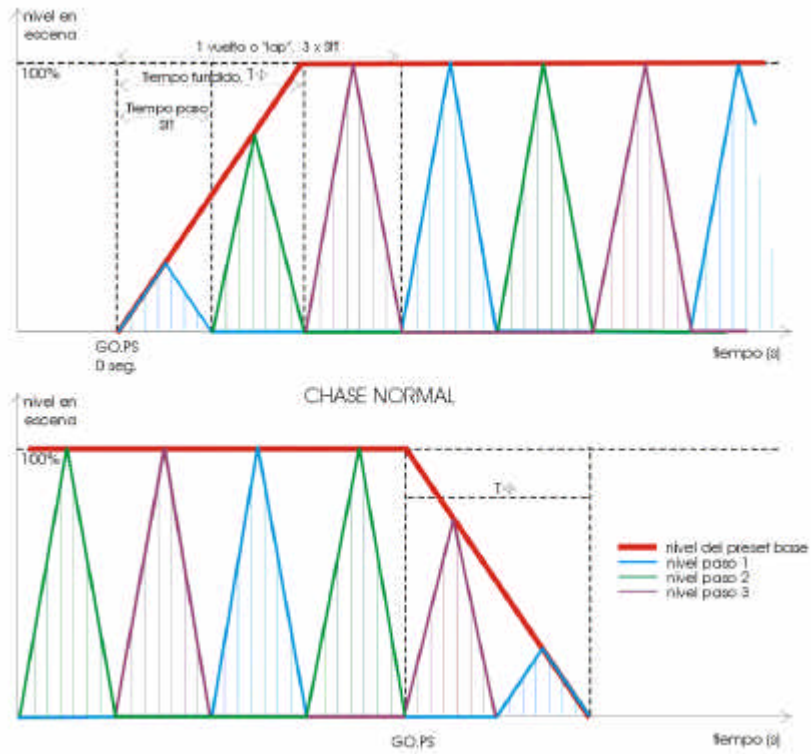 nivel en
escena
1 vuelta o "lap", 3 x Stt
100%
Tiempo fundido, T
Tiempo paso
Stt
GO.PS
0 seg.
tiempo (s)
CHASE NORMAL
nivel en
escena
100%
T
nivel del preset base
nivel paso 1
nivel paso 2
nivel paso 3
tiempo (s)
GO.PS